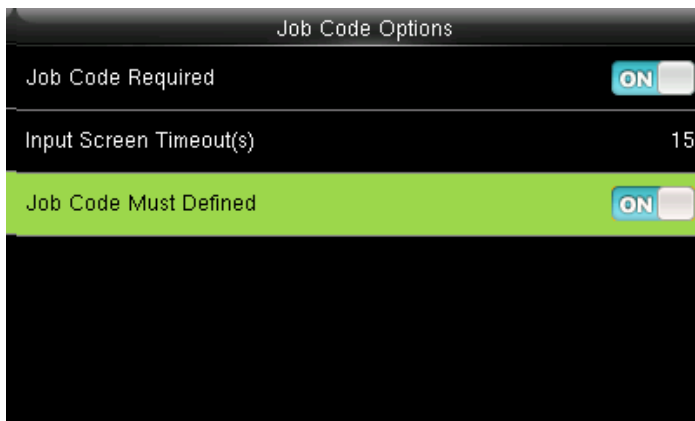 Job Code Options
Job Code Required ON
Input Screen Timeout(s) 15
Job Code Must Defined ON